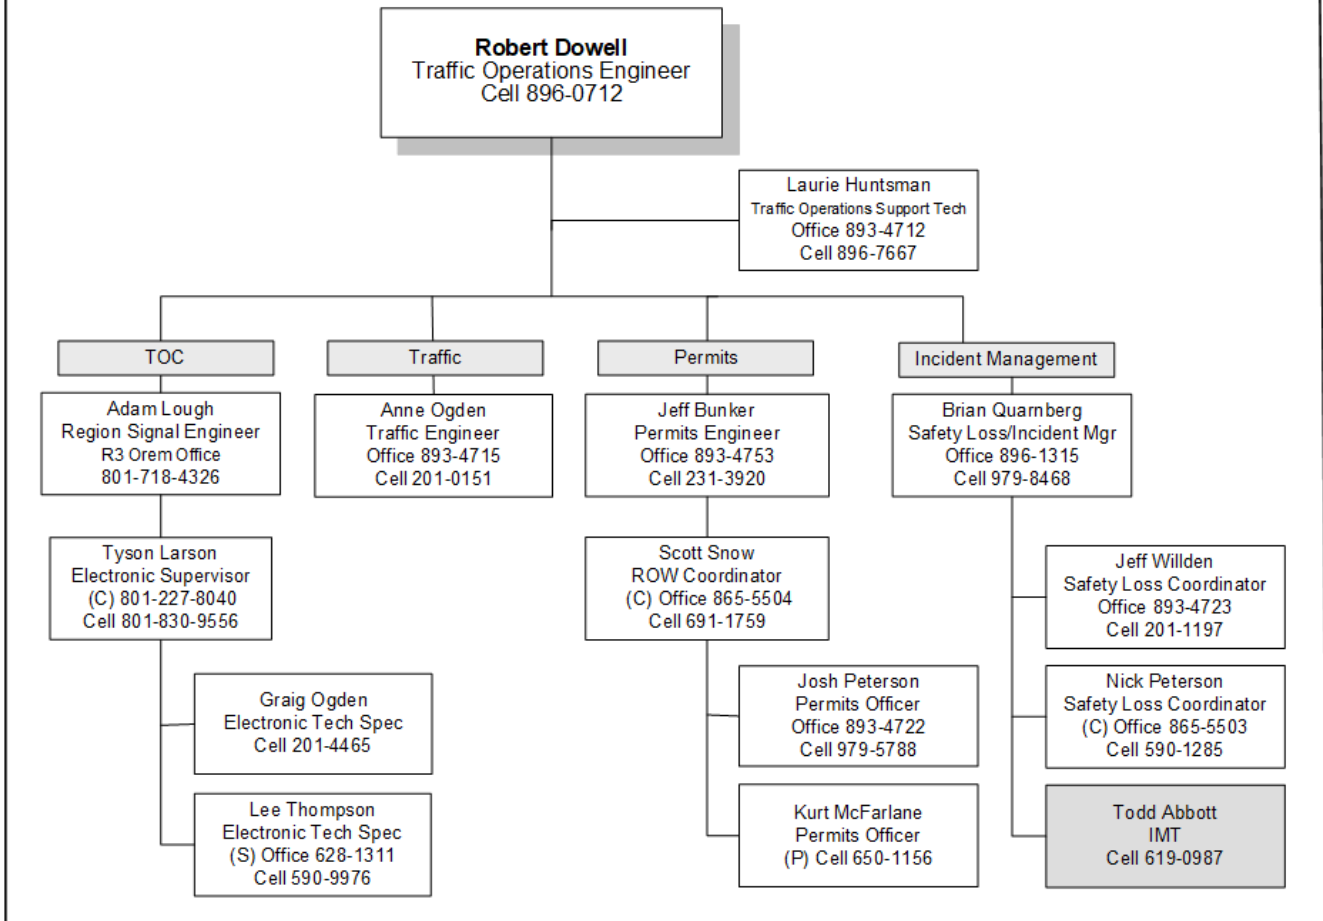 Robert Dowell
Traffic Operations Engineer
Cell 896-0712
Laurie Huntsman
Traffic Operations Support Tech
Office 893-4712
Cell 896-7667
TOC
Adam Lough
Region Signal Engineer
R3 Orem Office
801-718-4326
Tyson Larson
Electronic Supervisor
(C) 801-227-8040
Cell 801-830-9556
Graig Ogden
Electronic Tech Spec
Cell 201-4465
Lee Thompson
Electronic Tech Spec
(S) Office 628-1311
Cell 590-9976
Traffic
Anne Ogden
Traffic Engineer
Office 893-4715
Cell 201-0151
Permits
Jeff Bunker
Permits Engineer
Office 893-4753
Cell 231-3920
Scott Snow
ROW Coordinator
(C) Office 865-5504
Cell 691-1759
Josh Peterson
Permits Officer
Office 893-4722
Cell 979-5788
Kurt McFarlane
Permits Officer
(P) Cell 650-1156
Incident Management
Brian Quarnberg
Safety Loss/Incident Mgr
Office 896-1315
Cell 979-8468
Jeff Willden
Safety Loss Coordinator
Office 893-4723
Cell 201-1197
Nick Peterson
Safety Loss Coordinator
(C) Office 865-5503
Cell 590-1285
Todd Abbott
IMT
Cell 619-0987